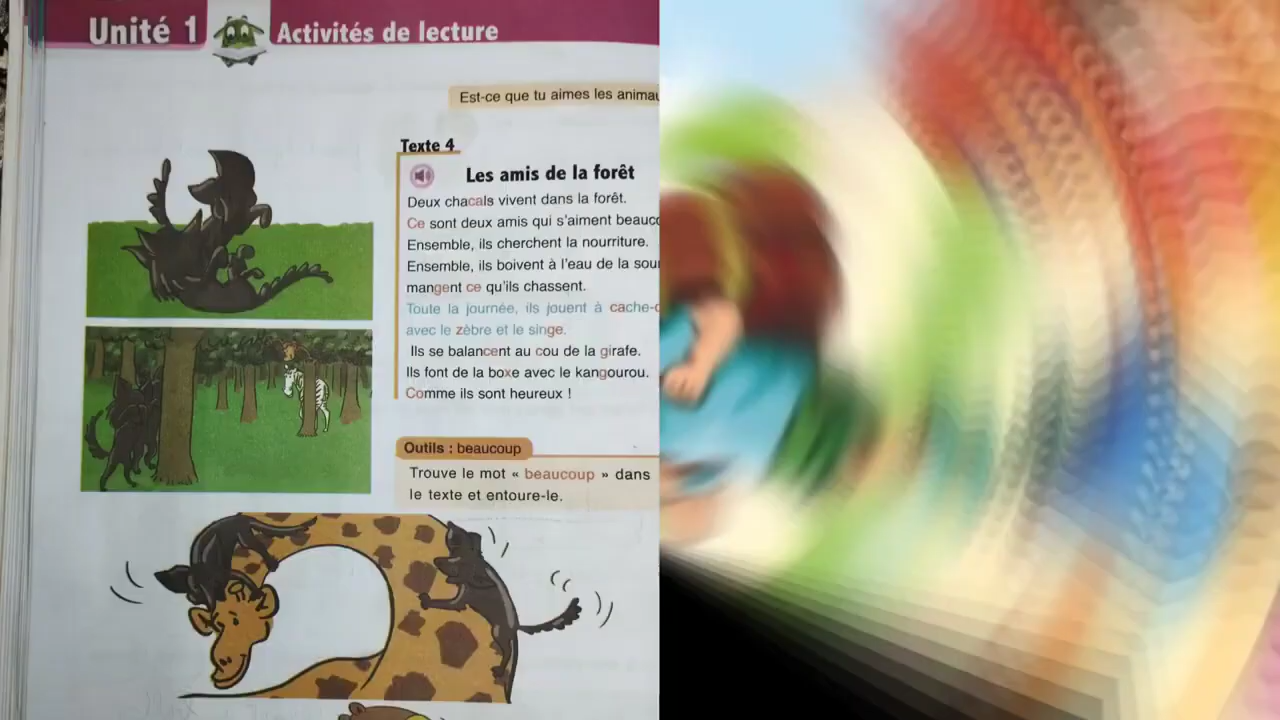 Unité 1 Activités de lecture
Est-ce que tu aimes les
Texte 4
Les amis de la forêt
Deux chacals vivent dans la forêt.
Ce sont deux amis qui s'aiment
Ensemble, ils cherchent la nourriture.
Ensemble, ils boivent à l'eau de la
mangent ce qu'ils chassent.
Toute la journée, ils jouent à
avec le zèbre et le singe.
Ils se balancent au cou de la girafe.
Ils font de la boxe avec le kangourou.
Comme ils sont heureux !
Outils : beaucoup
Trouve le mot « beaucoup » dans
le texte et entoure-le.